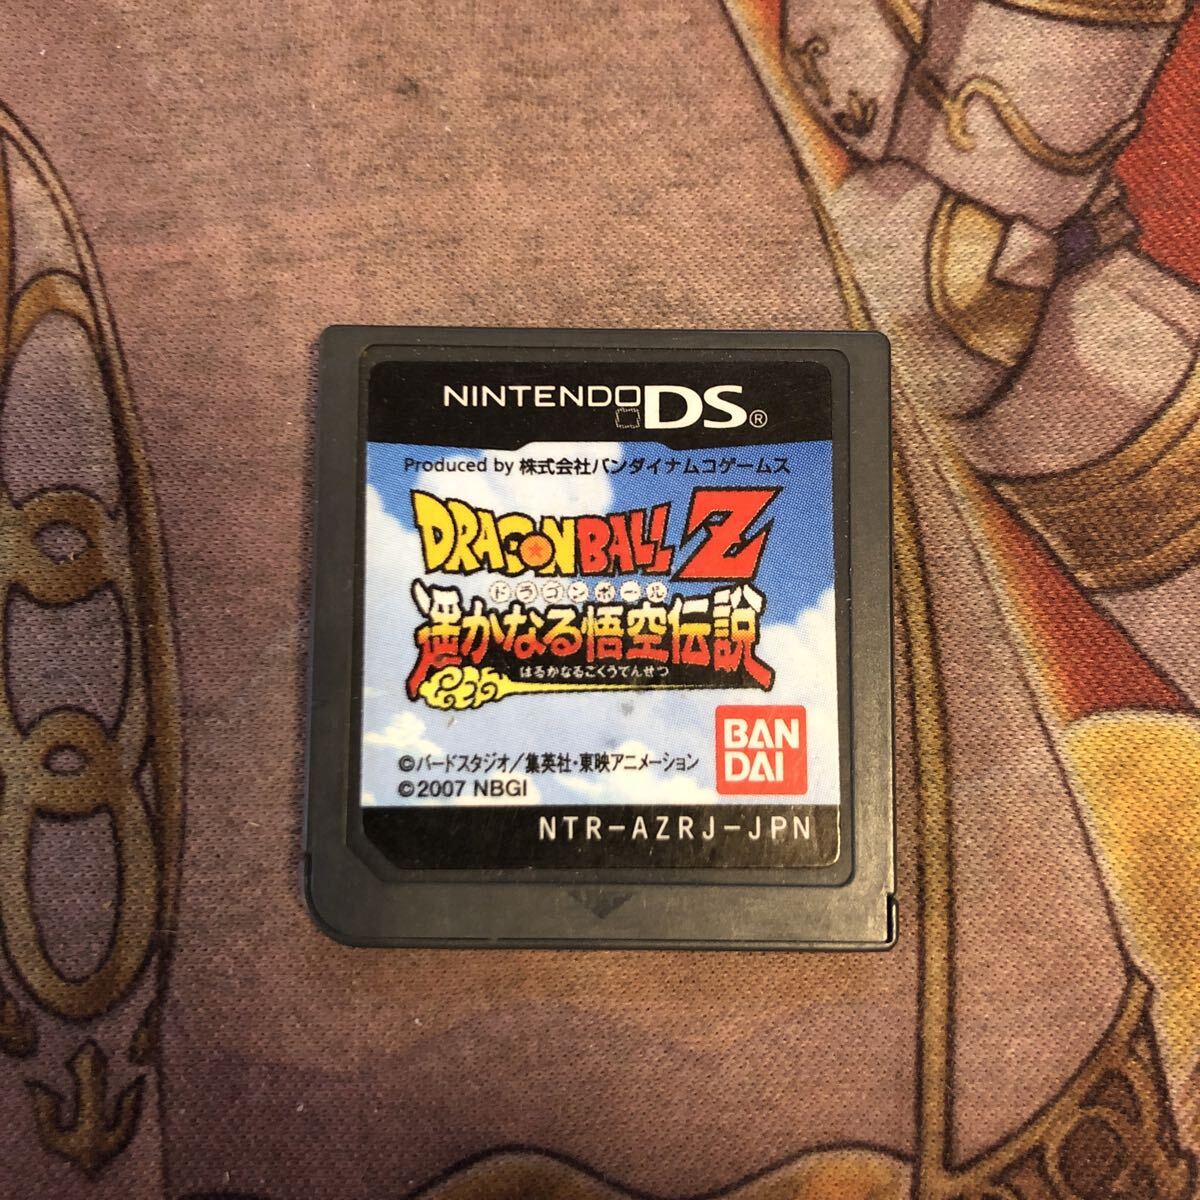 NINTENDO DS®
Produced by 株式会社バンダイナムコゲームス
DRAGON BALL Z
ドラゴンボール
遥かなる悟空伝説
はるかなるごくうでんせつ
BAN
DAI
©バードスタジオ/集英社・東映アニメーション
©2007 NBGI
NTR-AZRJ-JPN